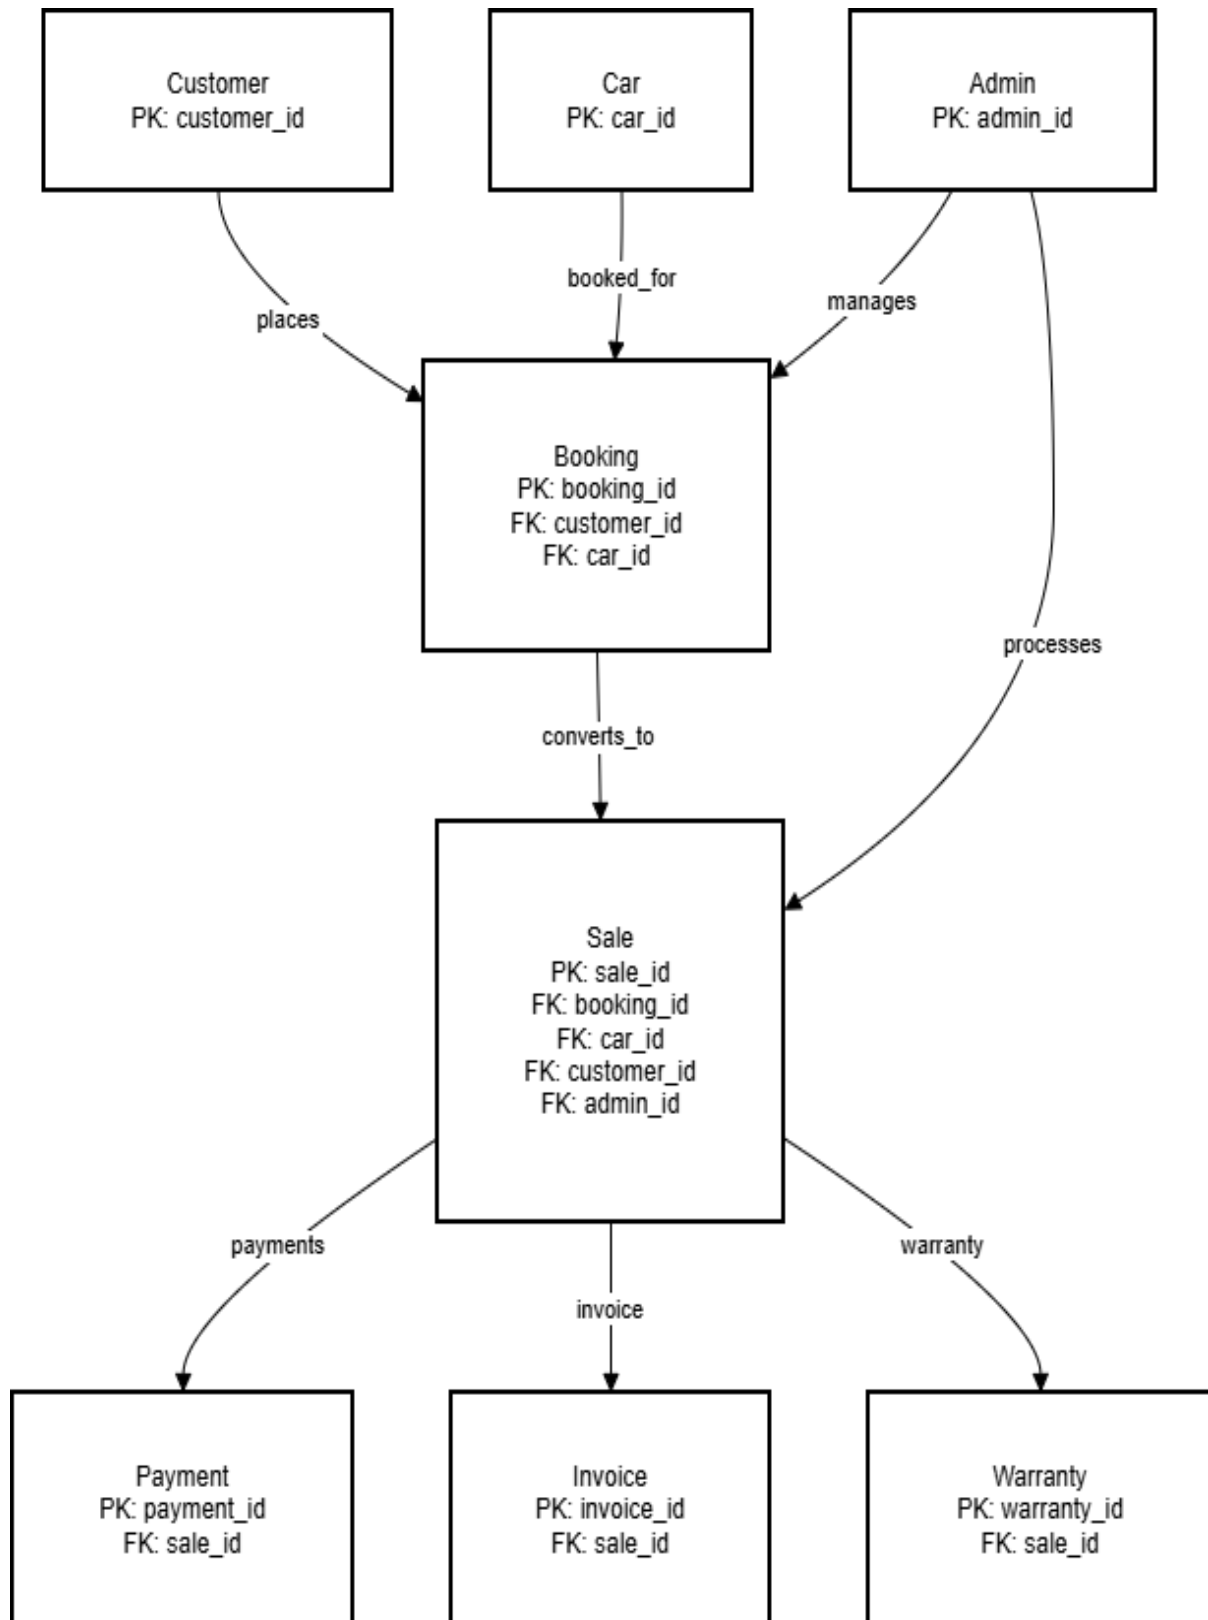 Customer
PK: customer_id
Car
PK: car_id
Admin
PK: admin_id
booked_for
manages
places
Booking
PK: booking_id
FK: customer_id
FK: car_id
processes
converts_to
Sale
PK: sale_id
FK: booking_id
FK: car_id
FK: customer_id
FK: admin_id
payments
warranty
invoice
Payment
PK: payment_id
FK: sale_id
Invoice
PK: invoice_id
FK: sale_id
Warranty
PK: warranty_id
FK: sale_id